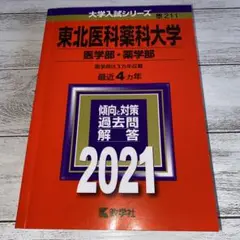 大学入試シリーズ
211
東北医科薬科大学
医学部・薬学部
最近4カ年
傾向と対策
過去問
解答
2021
教学社